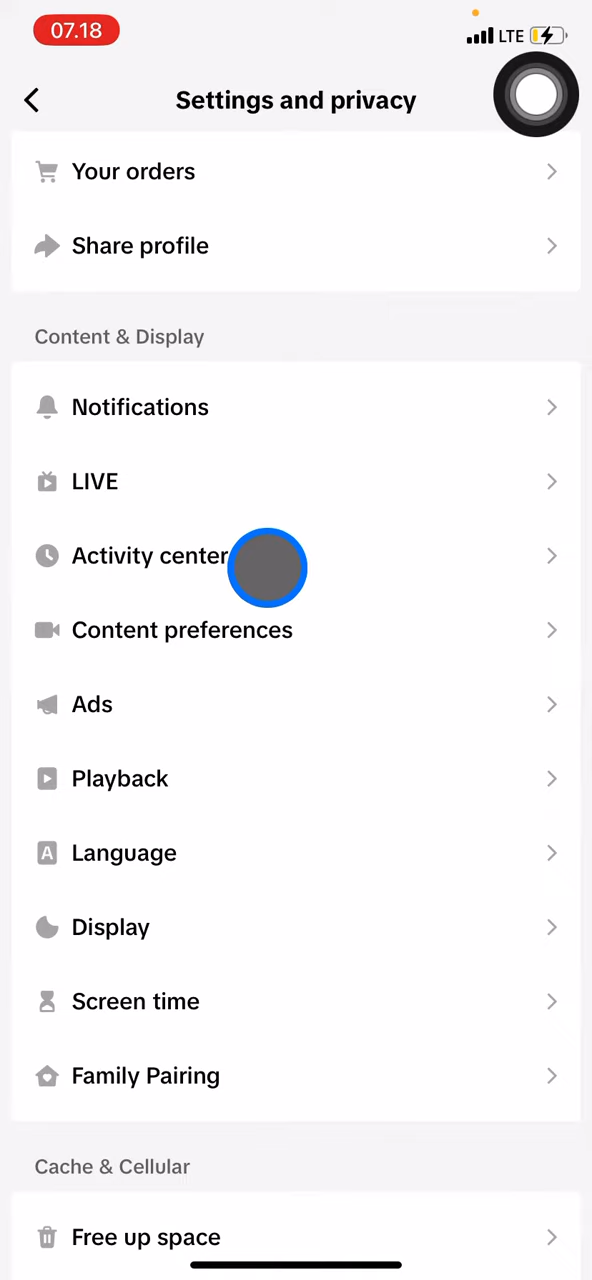 07.18
LTE
Settings and privacy
Your orders
Share profile
Content & Display
Notifications
LIVE
Activity center
Content preferences
Ads
Playback
Language
Display
Screen time
Family Pairing
Cache & Cellular
Free up space